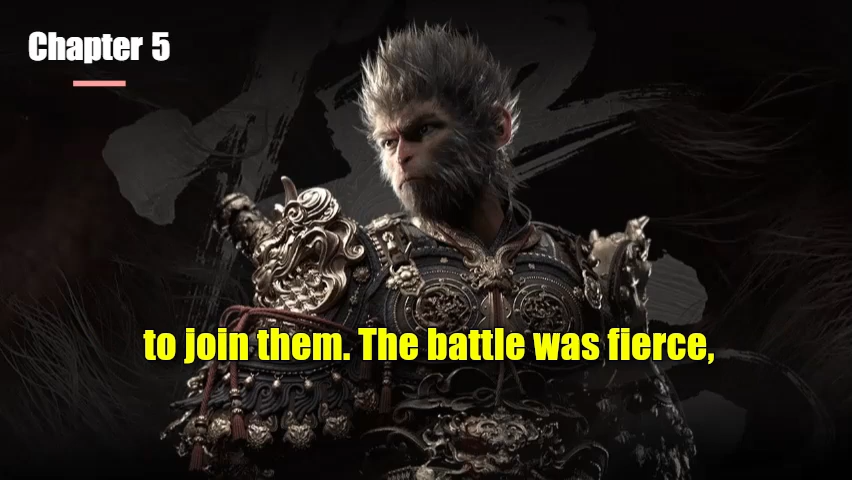 Chapter 5
to join them. The battle was fierce,